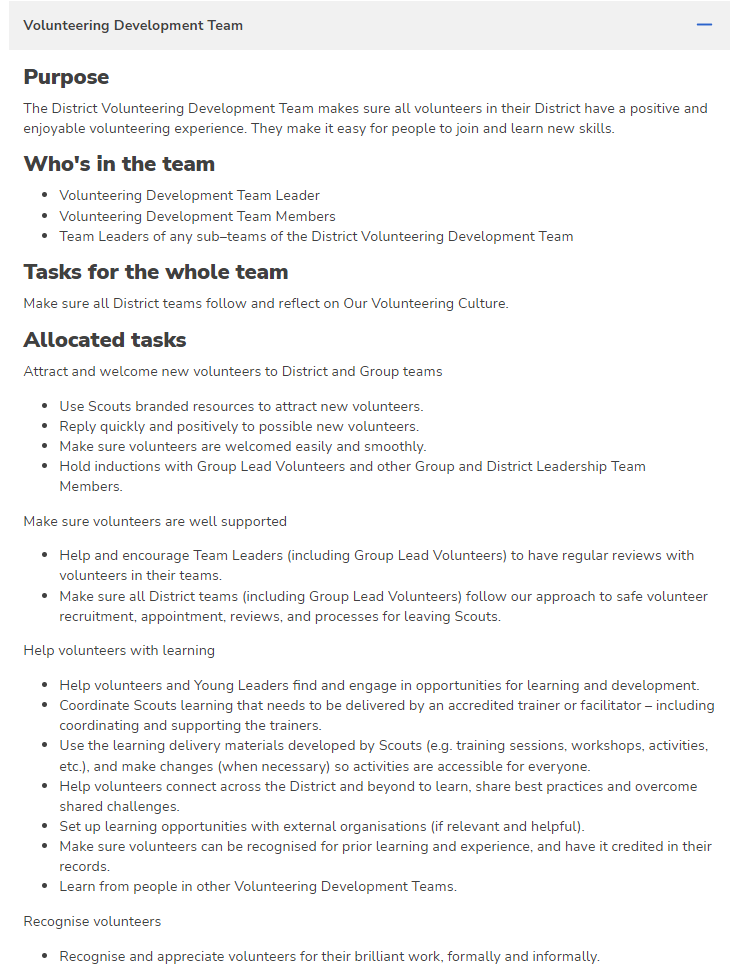 Volunteering Development Team
Purpose
The District Volunteering Development Team makes sure all volunteers in their District have a positive and
enjoyable volunteering experience. They make it easy for people to join and learn new skills.
Who's in the team
• Volunteering Development Team Leader
• Volunteering Development Team Members
• Team Leaders of any sub–teams of the District Volunteering Development Team
Tasks for the whole team
Make sure all District teams follow and reflect on Our Volunteering Culture.
Allocated tasks
Attract and welcome new volunteers to District and Group teams
• Use Scouts branded resources to attract new volunteers.
• Reply quickly and positively to possible new volunteers.
• Make sure volunteers are welcomed easily and smoothly.
• Hold inductions with Group Lead Volunteers and other Group and District Leadership Team
Members.
Make sure volunteers are well supported
• Help and encourage Team Leaders (including Group Lead Volunteers) to have regular reviews with
volunteers in their teams.
• Make sure all District teams (including Group Lead Volunteers) follow our approach to safe volunteer
recruitment, appointment, reviews, and processes for leaving Scouts.
Help volunteers with learning
• Help volunteers and Young Leaders find and engage in opportunities for learning and development.
• Coordinate Scouts learning that needs to be delivered by an accredited trainer or facilitator – including
coordinating and supporting the trainers.
• Use the learning delivery materials developed by Scouts (e.g. training sessions, workshops, activities,
etc.), and make changes (when necessary) so activities are accessible for everyone.
• Help volunteers connect across the District and beyond to learn, share best practices and overcome
shared challenges.
• Set up learning opportunities with external organisations (if relevant and helpful).
• Make sure volunteers can be recognised for prior learning and experience, and have it credited in their
records.
• Learn from people in other Volunteering Development Teams.
Recognise volunteers
• Recognise and appreciate volunteers for their brilliant work, formally and informally.